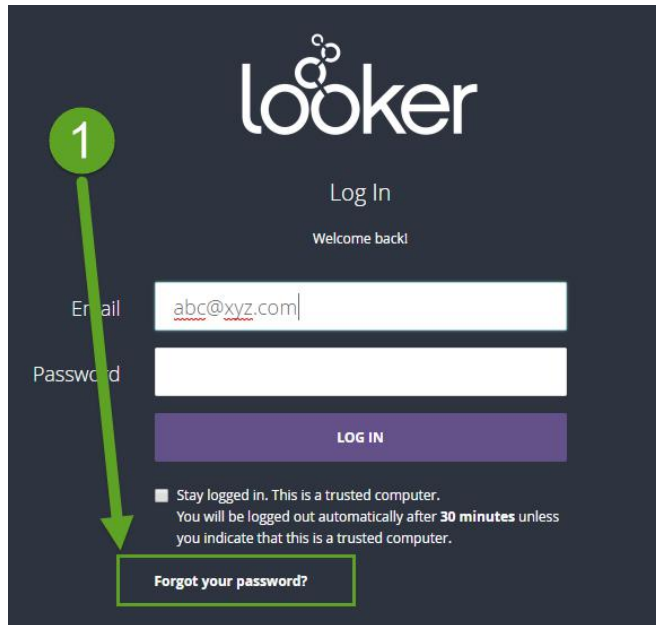 looker
1
Log In
Welcome back!
Email
abc@xyz.com
Password
LOG IN
Stay logged in. This is a trusted computer.
You will be logged out automatically after 30 minutes unless
you indicate that this is a trusted computer.
Forgot your password?